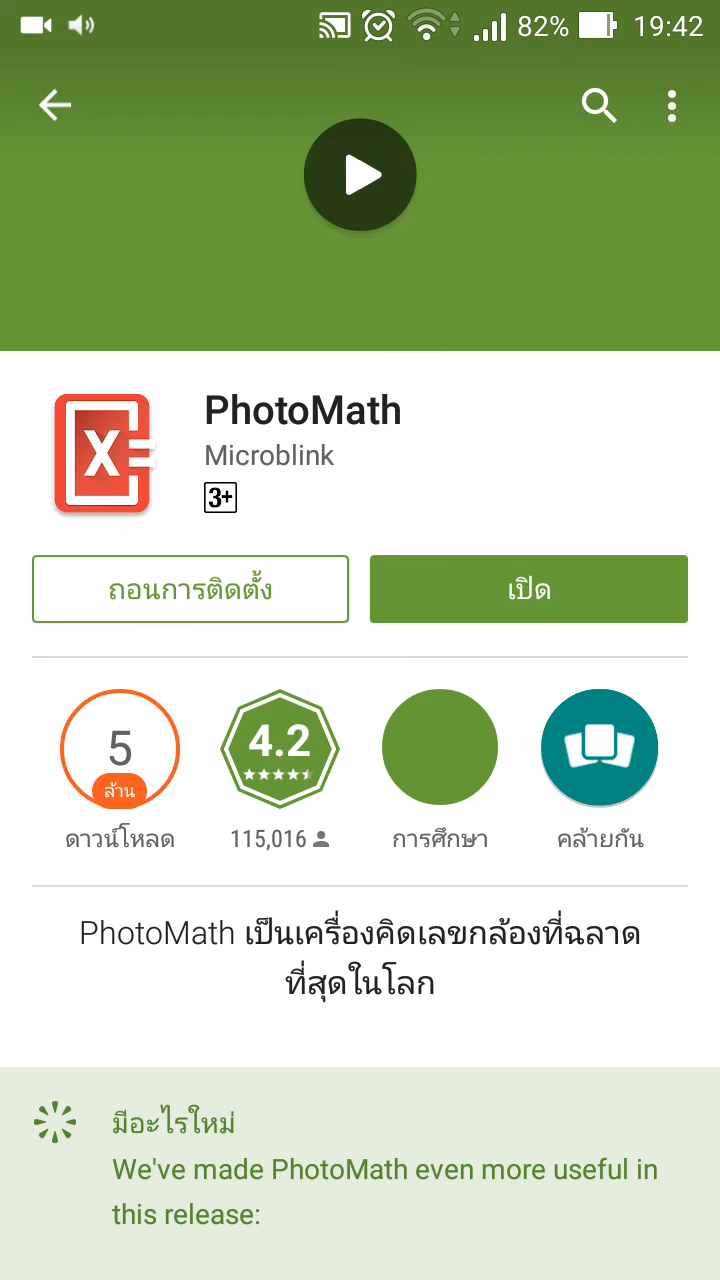 82% 19:42
PhotoMath
Microblink
3+
ถอนการติดตั้ง เปิด
5 4.2
ล้าน
ดาวน์โหลด 115,016 การศึกษา คล้ายกัน
PhotoMath เป็นเครื่องคิดเลขกล้องที่ฉลาด
ที่สุดในโลก
มีอะไรใหม่
We've made PhotoMath even more useful in
this release: